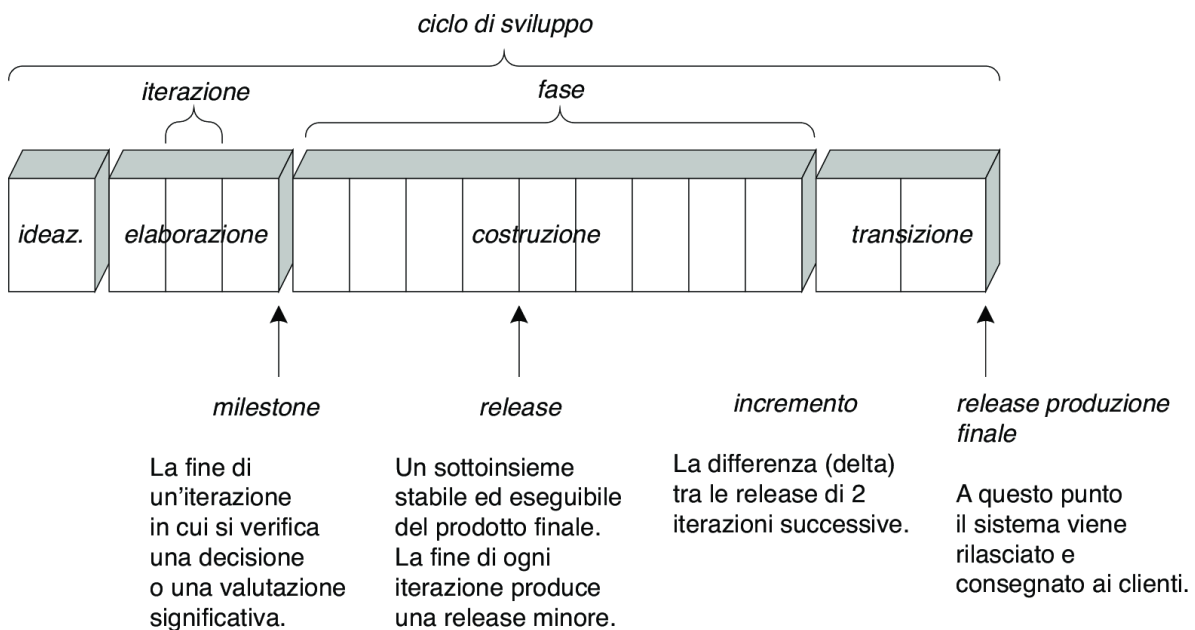 ciclo di sviluppo
iterazione
fase
ideaz.
elaborazione
costruzione
transizione
milestone
La fine di
un'iterazione
in cui si verifica
una decisione
o una valutazione
significativa.
release
Un sottoinsieme
stabile ed eseguibile
del prodotto finale.
La fine di ogni
iterazione produce
una release minore.
incremento
La differenza (delta)
tra le release di 2
iterazioni successive.
release produzione
finale
A questo punto
il sistema viene
rilasciato e
consegnato ai clienti.